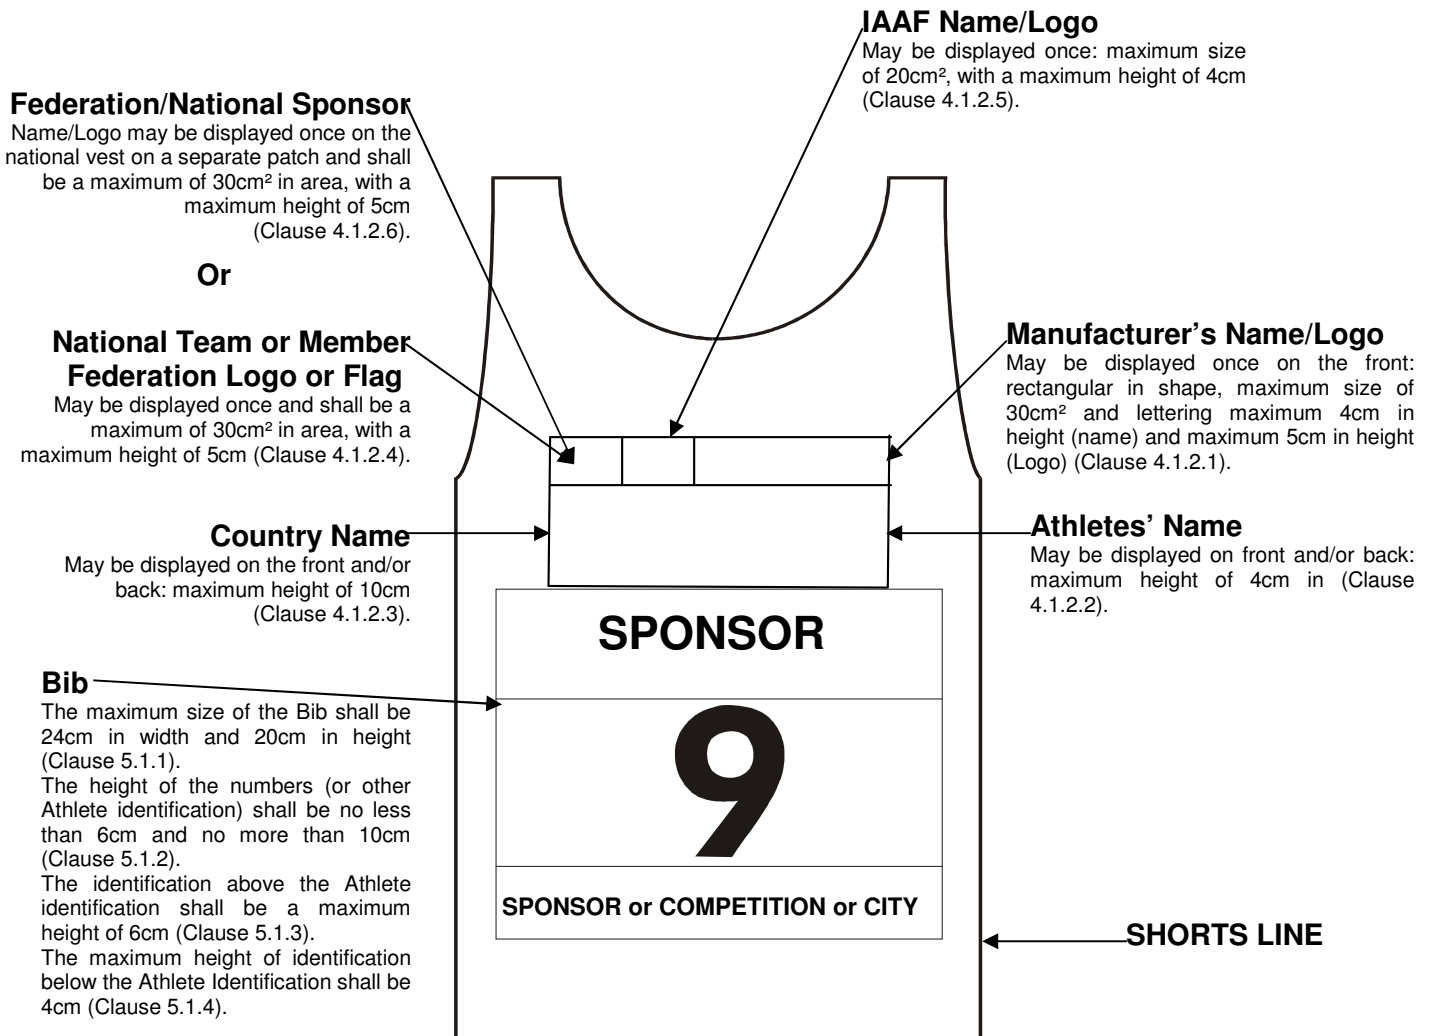 IAAF Name/Logo
May be displayed once: maximum size
of 20cm², with a maximum height of 4cm
(Clause 4.1.2.5).
Federation/National Sponsor
Name/Logo may be displayed once on the
national vest on a separate patch and shall
be a maximum of 30cm² in area, with a
maximum height of 5cm
(Clause 4.1.2.6).
Or
National Team or Member
Federation Logo or Flag
May be displayed once and shall be a
maximum of 30cm² in area, with a
maximum height of 5cm (Clause 4.1.2.4).
Manufacturer's Name/Logo
May be displayed once on the front:
rectangular in shape, maximum size of
30cm² and lettering maximum 4cm in
height (name) and maximum 5cm in height
(Logo) (Clause 4.1.2.1).
Country Name
May be displayed on the front and/or
back: maximum height of 10cm
(Clause 4.1.2.3).
Athletes' Name
May be displayed on front and/or back:
maximum height of 4cm in (Clause
4.1.2.2).
Bib
The maximum size of the Bib shall be
24cm in width and 20cm in height
(Clause 5.1.1).
The height of the numbers (or other
Athlete identification) shall be no less
than 6cm and no more than 10cm
(Clause 5.1.2).
The identification above the Athlete
identification shall be a maximum
height of 6cm (Clause 5.1.3).
The maximum height of identification
below the Athlete Identification shall be
4cm (Clause 5.1.4).
SPONSOR
9
SPONSOR or COMPETITION or CITY
SHORTS LINE